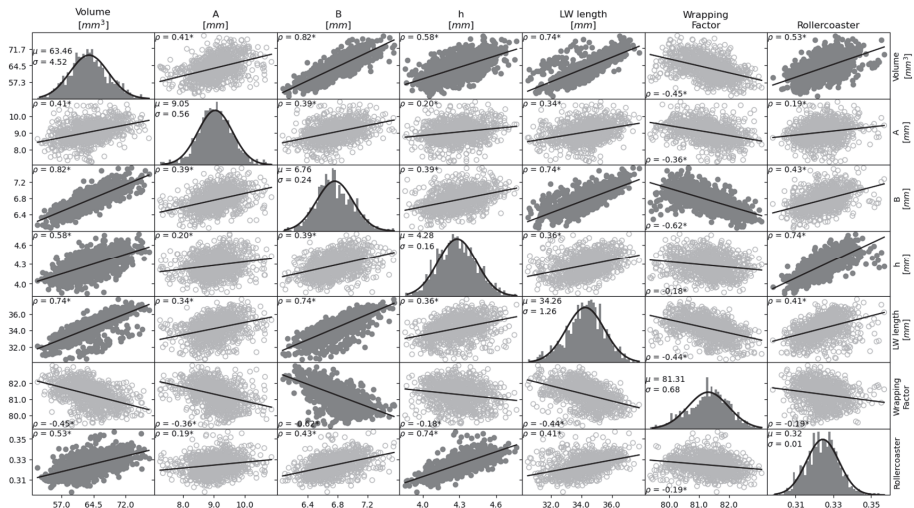 Volume A B h LW length Wrapping Rollercoaster
[mm³] [mm] [mm] [mm] [mm] Factor
ρ = 0.41* ρ = 0.82* ρ = 0.58* ρ = 0.74* ρ = 0.53*
71.7 μ = 63.46
64.5 σ = 4.52
57.3
ρ = -0.45*
Volume
[mm³]
ρ = 0.41* μ = 9.05 ρ = 0.39* ρ = 0.20* ρ = 0.34* ρ = 0.19*
σ = 0.56
10.0
9.0
8.0
ρ = -0.36*
A
[mm]
ρ = 0.82* ρ = 0.39* μ = 6.76 ρ = 0.39* ρ = 0.74* ρ = 0.43*
σ = 0.24
7.2
6.8
6.4
ρ = -0.62*
B
[mm]
ρ = 0.58* ρ = 0.20* ρ = 0.39* μ = 4.28 ρ = 0.36* ρ = 0.74*
σ = 0.16
4.6
4.3
4.0
ρ = -0.18*
h
[mm]
ρ = 0.74* ρ = 0.34* ρ = 0.74* ρ = 0.36* μ = 34.26 ρ = 0.41*
σ = 1.26
36.0
34.0
32.0
ρ = -0.44*
LW length
[mm]
μ = 81.31
σ = 0.68
82.0
81.0
80.0
ρ = -0.45* ρ = -0.36* ρ = -0.62* ρ = -0.18* ρ = -0.44* ρ = -0.19*
Wrapping
Factor
ρ = 0.53* ρ = 0.19* ρ = 0.43* ρ = 0.74* ρ = 0.41* μ = 0.32
σ = 0.01
0.35
0.33
0.31
ρ = -0.19*
Rollercoaster
57.0 64.5 72.0 8.0 9.0 10.0 6.4 6.8 7.2 4.0 4.3 4.6 32.0 34.0 36.0 80.0 81.0 82.0 0.31 0.33 0.35